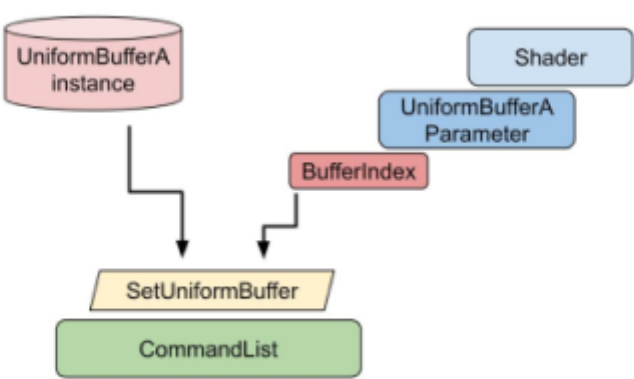 UniformBufferA
instance
Shader
UniformBufferA
Parameter
BufferIndex
SetUniformBuffer
CommandList